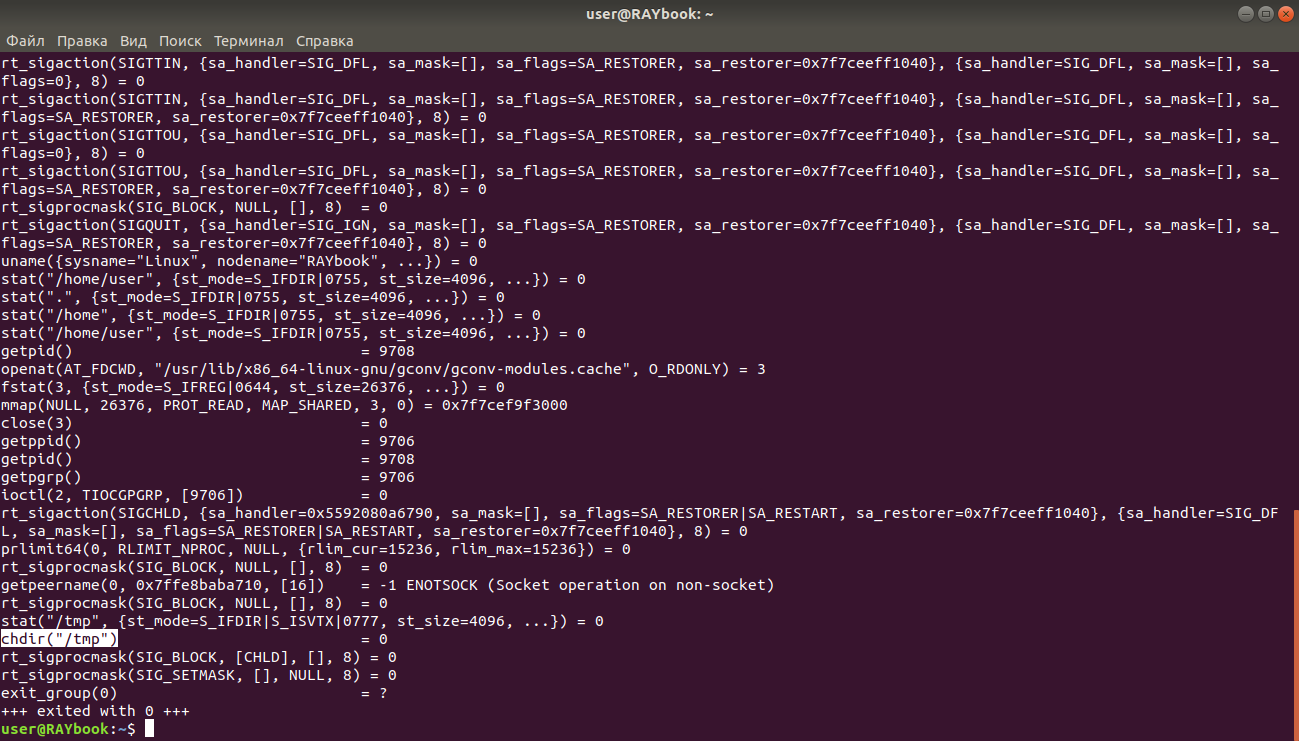 user@RAYbook: ~
Файл Правка Вид Поиск Терминал Справка
rt_sigaction(SIGTTIN, {sa_handler=SIG_DFL, sa_mask=[], sa_flags=SA_RESTORER, sa_restorer=0x7f7ceeff1040}, {sa_handler=SIG_DFL, sa_mask=[], sa_
flags=0}, 8) = 0
rt_sigaction(SIGTTIN, {sa_handler=SIG_DFL, sa_mask=[], sa_flags=SA_RESTORER, sa_restorer=0x7f7ceeff1040}, {sa_handler=SIG_DFL, sa_mask=[], sa_
flags=SA_RESTORER, sa_restorer=0x7f7ceeff1040}, 8) = 0
rt_sigaction(SIGTTOU, {sa_handler=SIG_DFL, sa_mask=[], sa_flags=SA_RESTORER, sa_restorer=0x7f7ceeff1040}, {sa_handler=SIG_DFL, sa_mask=[], sa_
flags=0}, 8) = 0
rt_sigaction(SIGTTOU, {sa_handler=SIG_DFL, sa_mask=[], sa_flags=SA_RESTORER, sa_restorer=0x7f7ceeff1040}, {sa_handler=SIG_DFL, sa_mask=[], sa_
flags=SA_RESTORER, sa_restorer=0x7f7ceeff1040}, 8) = 0
rt_sigprocmask(SIG_BLOCK, NULL, [], 8)  = 0
rt_sigaction(SIGQUIT, {sa_handler=SIG_IGN, sa_mask=[], sa_flags=SA_RESTORER, sa_restorer=0x7f7ceeff1040}, {sa_handler=SIG_DFL, sa_mask=[], sa_
flags=SA_RESTORER, sa_restorer=0x7f7ceeff1040}, 8) = 0
uname({sysname="Linux", nodename="RAYbook", ...}) = 0
stat("/home/user", {st_mode=S_IFDIR|0755, st_size=4096, ...}) = 0
stat(".", {st_mode=S_IFDIR|0755, st_size=4096, ...}) = 0
stat("/home", {st_mode=S_IFDIR|0755, st_size=4096, ...}) = 0
stat("/home/user", {st_mode=S_IFDIR|0755, st_size=4096, ...}) = 0
getpid()                                = 9708
openat(AT_FDCWD, "/usr/lib/x86_64-linux-gnu/gconv/gconv-modules.cache", O_RDONLY) = 3
fstat(3, {st_mode=S_IFREG|0644, st_size=26376, ...}) = 0
mmap(NULL, 26376, PROT_READ, MAP_SHARED, 3, 0) = 0x7f7cef9f3000
close(3)                                = 0
getppid()                               = 9706
getpid()                                = 9708
getpgrp()                               = 9706
ioctl(2, TIOCGPGRP, [9706])             = 0
rt_sigaction(SIGCHLD, {sa_handler=0x5592080a6790, sa_mask=[], sa_flags=SA_RESTORER|SA_RESTART, sa_restorer=0x7f7ceeff1040}, {sa_handler=SIG_DF
L, sa_mask=[], sa_flags=SA_RESTORER|SA_RESTART, sa_restorer=0x7f7ceeff1040}, 8) = 0
prlimit64(0, RLIMIT_NPROC, NULL, {rlim_cur=15236, rlim_max=15236}) = 0
rt_sigprocmask(SIG_BLOCK, NULL, [], 8)  = 0
getpeername(0, 0x7ffe8baba710, [16])    = -1 ENOTSOCK (Socket operation on non-socket)
rt_sigprocmask(SIG_BLOCK, NULL, [], 8)  = 0
stat("/tmp", {st_mode=S_IFDIR|S_ISVTX|0777, st_size=4096, ...}) = 0
chdir("/tmp")                           = 0
rt_sigprocmask(SIG_BLOCK, [CHLD], [], 8) = 0
rt_sigprocmask(SIG_SETMASK, [], NULL, 8) = 0
exit_group(0)                           = ?
+++ exited with 0 +++
user@RAYbook:~$